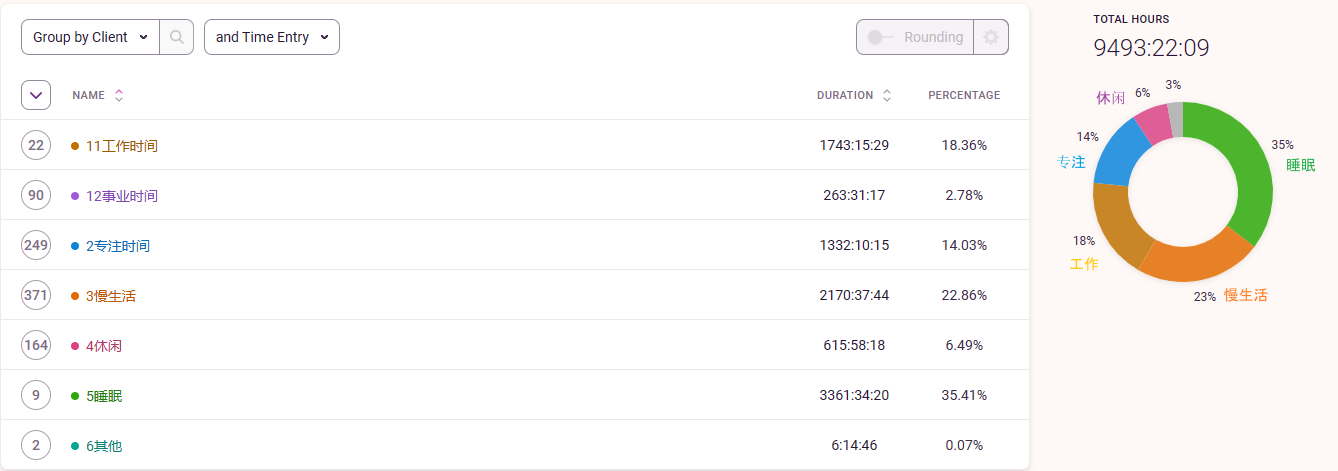 Group by Client
and Time Entry
Rounding
NAME
DURATION
PERCENTAGE
22
11工作时间
1743:15:29
18.36%
90
12事业时间
263:31:17
2.78%
249
2专注时间
1332:10:15
14.03%
371
3慢生活
2170:37:44
22.86%
164
4休闲
615:58:18
6.49%
9
5睡眠
3361:34:20
35.41%
2
6其他
6:14:46
0.07%
TOTAL HOURS
9493:22:09
3%
休闲
6%
14%
专注
35%
睡眠
18%
工作
23%
慢生活